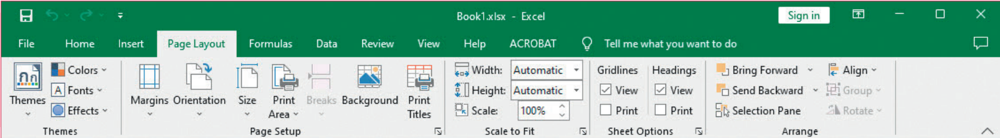 Book1.xlsx - Excel
Sign in
File Home Insert Page Layout Formulas Data Review View Help ACROBAT Tell me what you want to do
Themes
Colors
A Fonts
Effects
Themes
Margins
Orientation
Size
Print
Area
Breaks
Background
Print
Titles
Page Setup
Width: Automatic
Height: Automatic
Scale: 100%
Scale to Fit
Gridlines Headings
View View
Print Print
Sheet Options
Bring Forward
Send Backward
Selection Pane
Align
Group
Rotate
Arrange